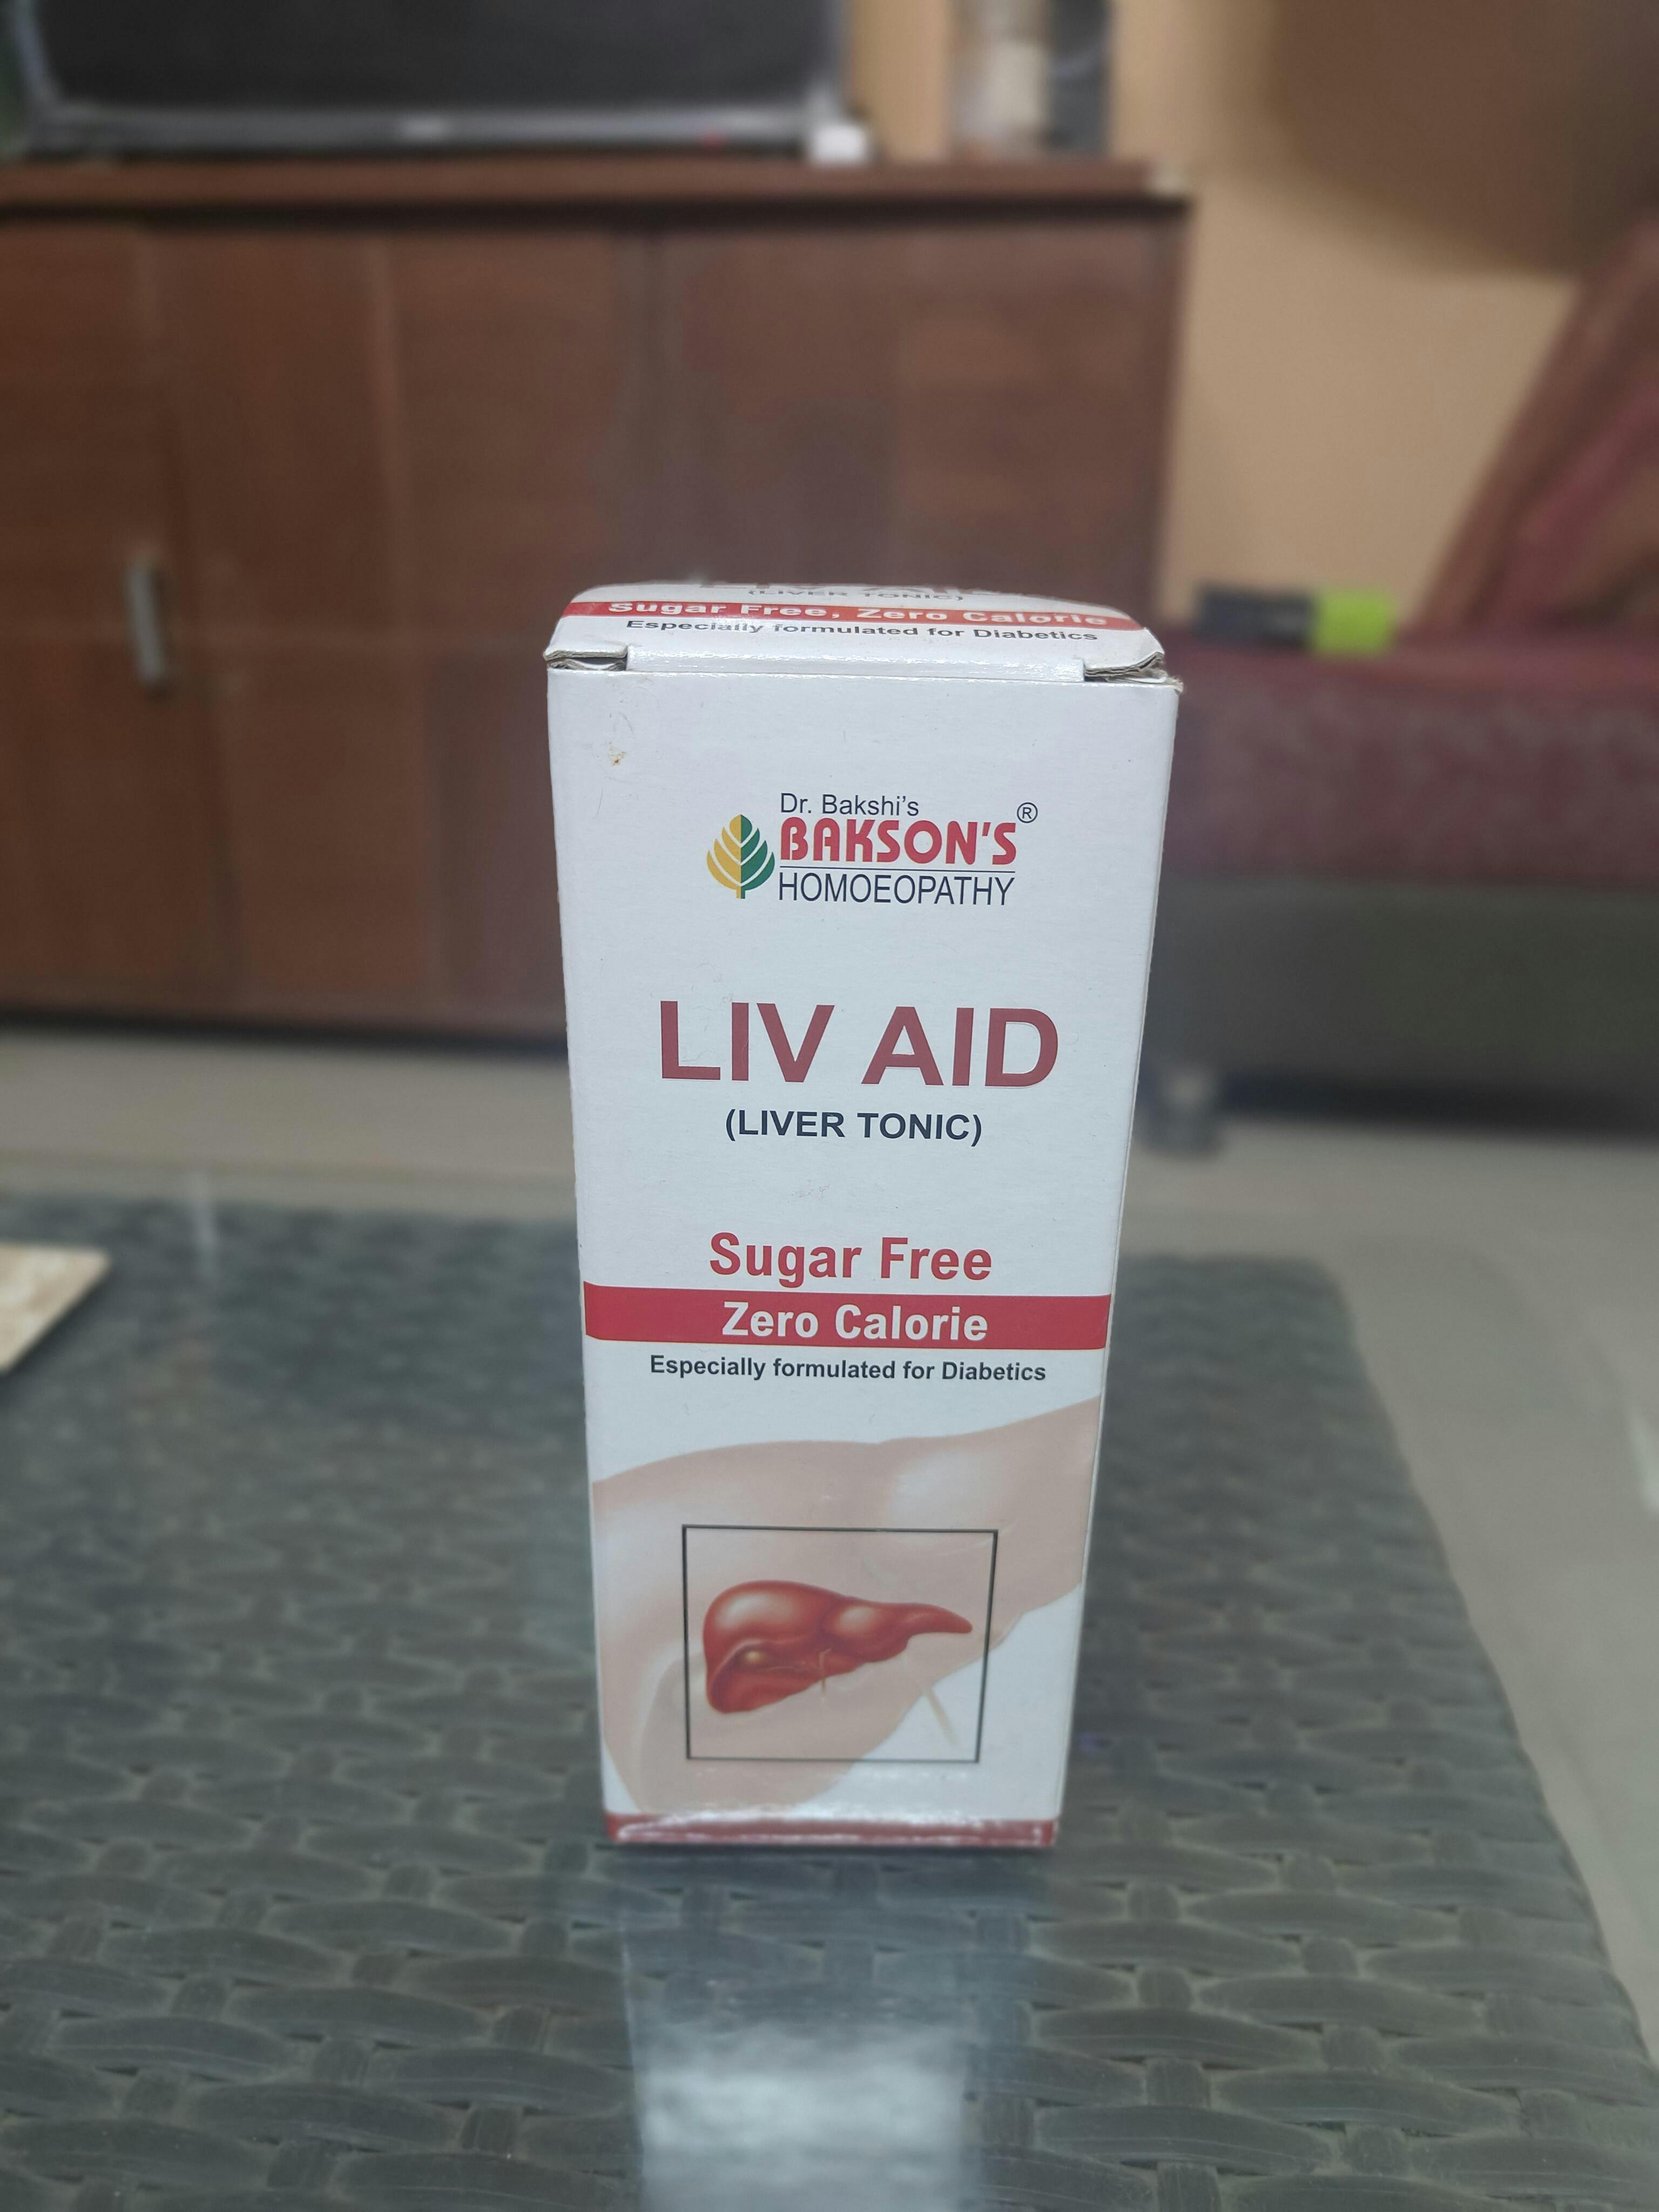 (LIVER TONIC)
Sugar Free, Zero Calorie
Especially formulated for Diabetics
Dr. Bakshi's
BAKSON'S®
HOMOEOPATHY
LIV AID
(LIVER TONIC)
Sugar Free
Zero Calorie
Especially formulated for Diabetics